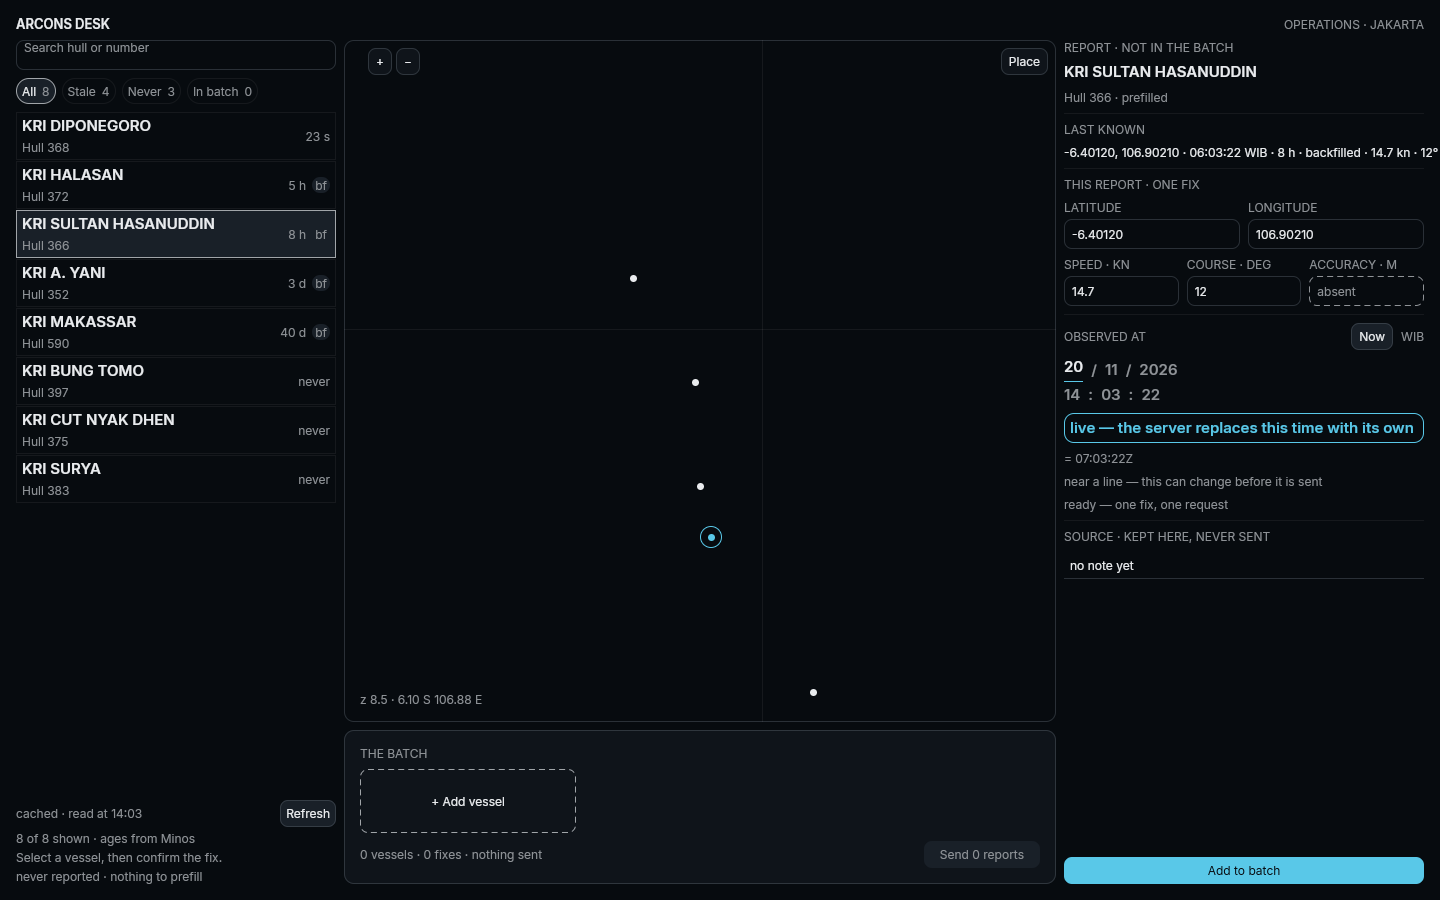 ARCONS DESK
OPERATIONS · JAKARTA
Search hull or number
All 8
Stale 4
Never 3
In batch 0
KRI DIPONEGORO
Hull 368
23 s
KRI HALASAN
Hull 372
5 h bf
KRI SULTAN HASANUDDIN
Hull 366
8 h bf
KRI A. YANI
Hull 352
3 d bf
KRI MAKASSAR
Hull 590
40 d bf
KRI BUNG TOMO
Hull 397
never
KRI CUT NYAK DHEN
Hull 375
never
KRI SURYA
Hull 383
never
cached · read at 14:03
Refresh
8 of 8 shown · ages from Minos
Select a vessel, then confirm the fix.
never reported · nothing to prefill
+
−
Place
z 8.5 · 6.10 S 106.88 E
THE BATCH
+ Add vessel
0 vessels · 0 fixes · nothing sent
Send 0 reports
REPORT · NOT IN THE BATCH
KRI SULTAN HASANUDDIN
Hull 366 · prefilled
LAST KNOWN
-6.40120, 106.90210 · 06:03:22 WIB · 8 h · backfilled · 14.7 kn · 12°
THIS REPORT · ONE FIX
LATITUDE
LONGITUDE
-6.40120
106.90210
SPEED · KN
COURSE · DEG
ACCURACY · M
14.7
12
absent
OBSERVED AT
Now
WIB
20 / 11 / 2026
14 : 03 : 22
live — the server replaces this time with its own
= 07:03:22Z
near a line — this can change before it is sent
ready — one fix, one request
SOURCE · KEPT HERE, NEVER SENT
no note yet
Add to batch